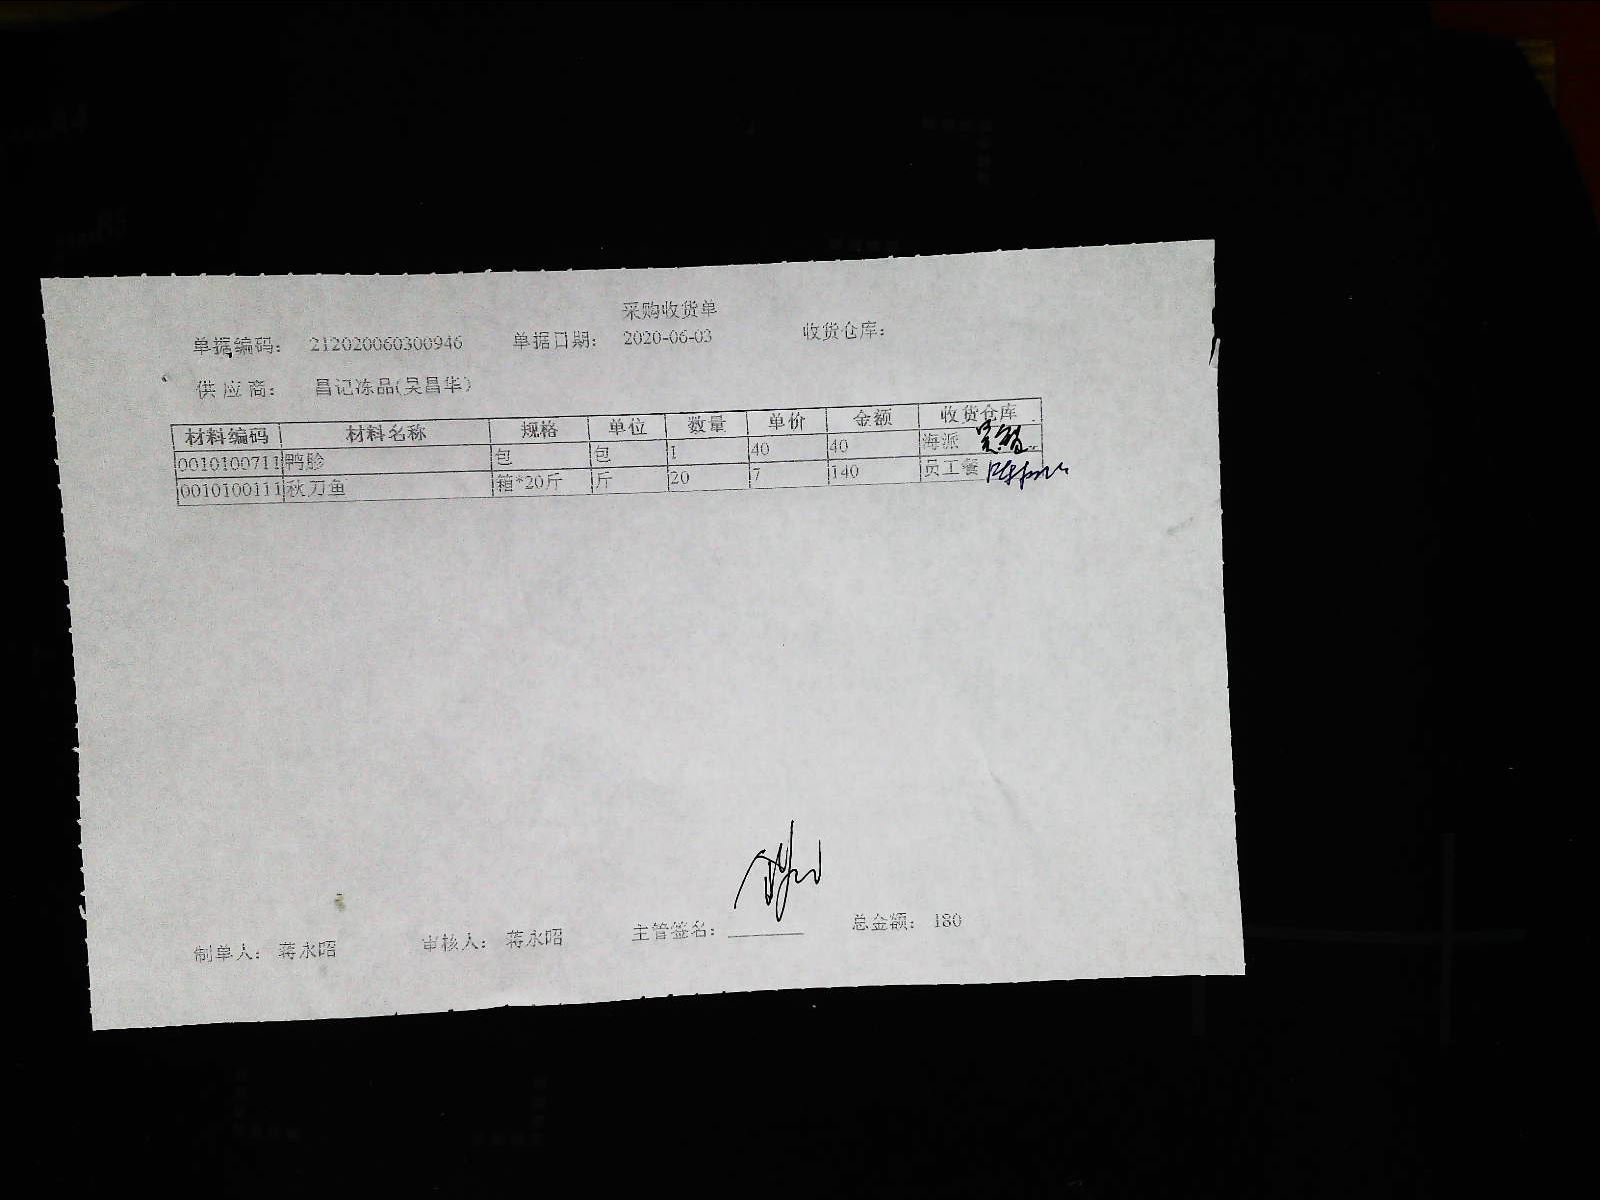 采购收货单
单据编码： 212020060300946 单据日期： 2020-06-03 收货仓库：
供应商： 昌记冻品(吴昌华)
材料编码 材料名称 规格 单位 数量 单价 金额 收货仓库
0010100711 鸭胗 包 包 1 40 40 海派
0010100111 秋刀鱼 箱*20斤 斤 20 7 140 员工餐
制单人： 蒋永昭 审核人： 蒋永昭 主管签名： 总金额： 180